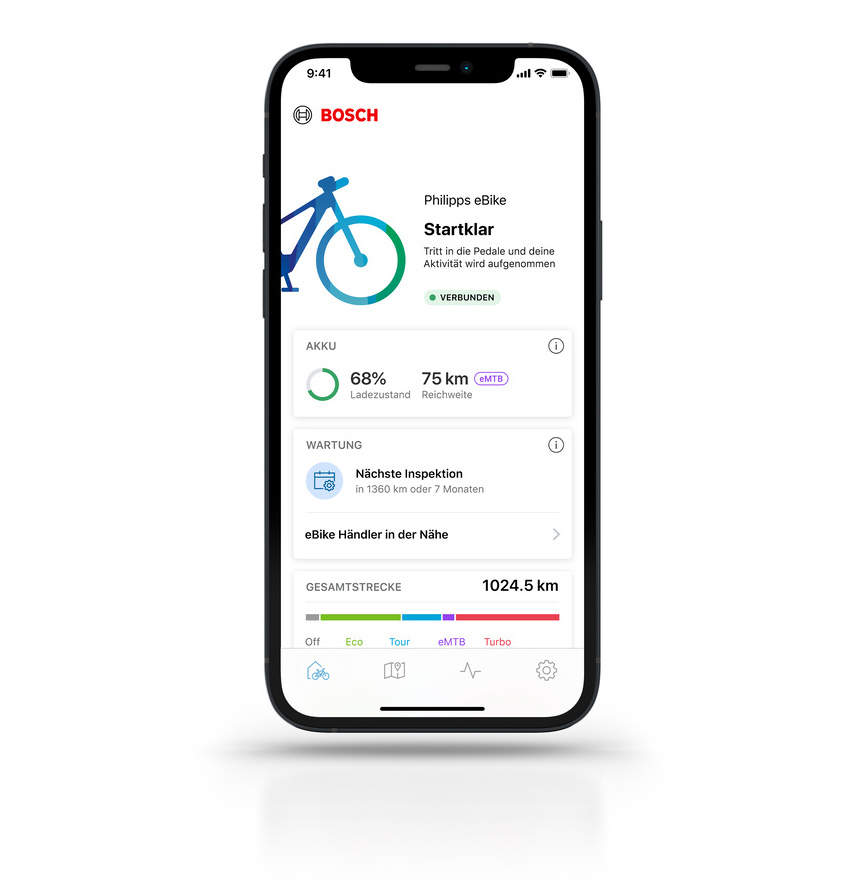 9:41
BOSCH
Philipps eBike
Startklar
Tritt in die Pedale und deine
Aktivität wird aufgenommen
VERBUNDEN
AKKU
68%
Ladezustand
75 km eMTB
Reichweite
WARTUNG
Nächste Inspektion
in 1360 km oder 7 Monaten
eBike Händler in der Nähe
GESAMTSTRECKE 1024.5 km
Off Eco Tour eMTB Turbo